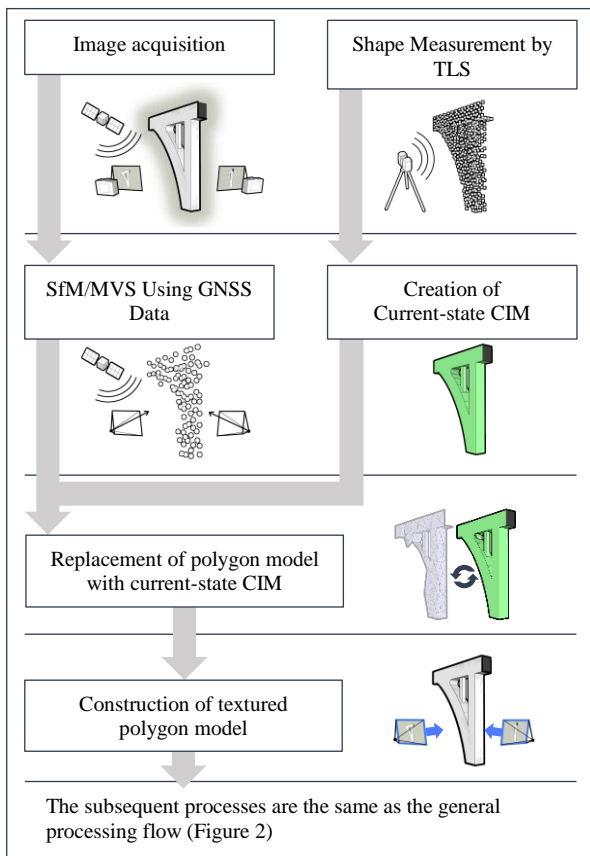 Image acquisition
Shape Measurement by
TLS
SfM/MVS Using GNSS
Data
Creation of
Current-state CIM
Replacement of polygon model
with current-state CIM
Construction of textured
polygon model
The subsequent processes are the same as the general
processing flow (Figure 2)